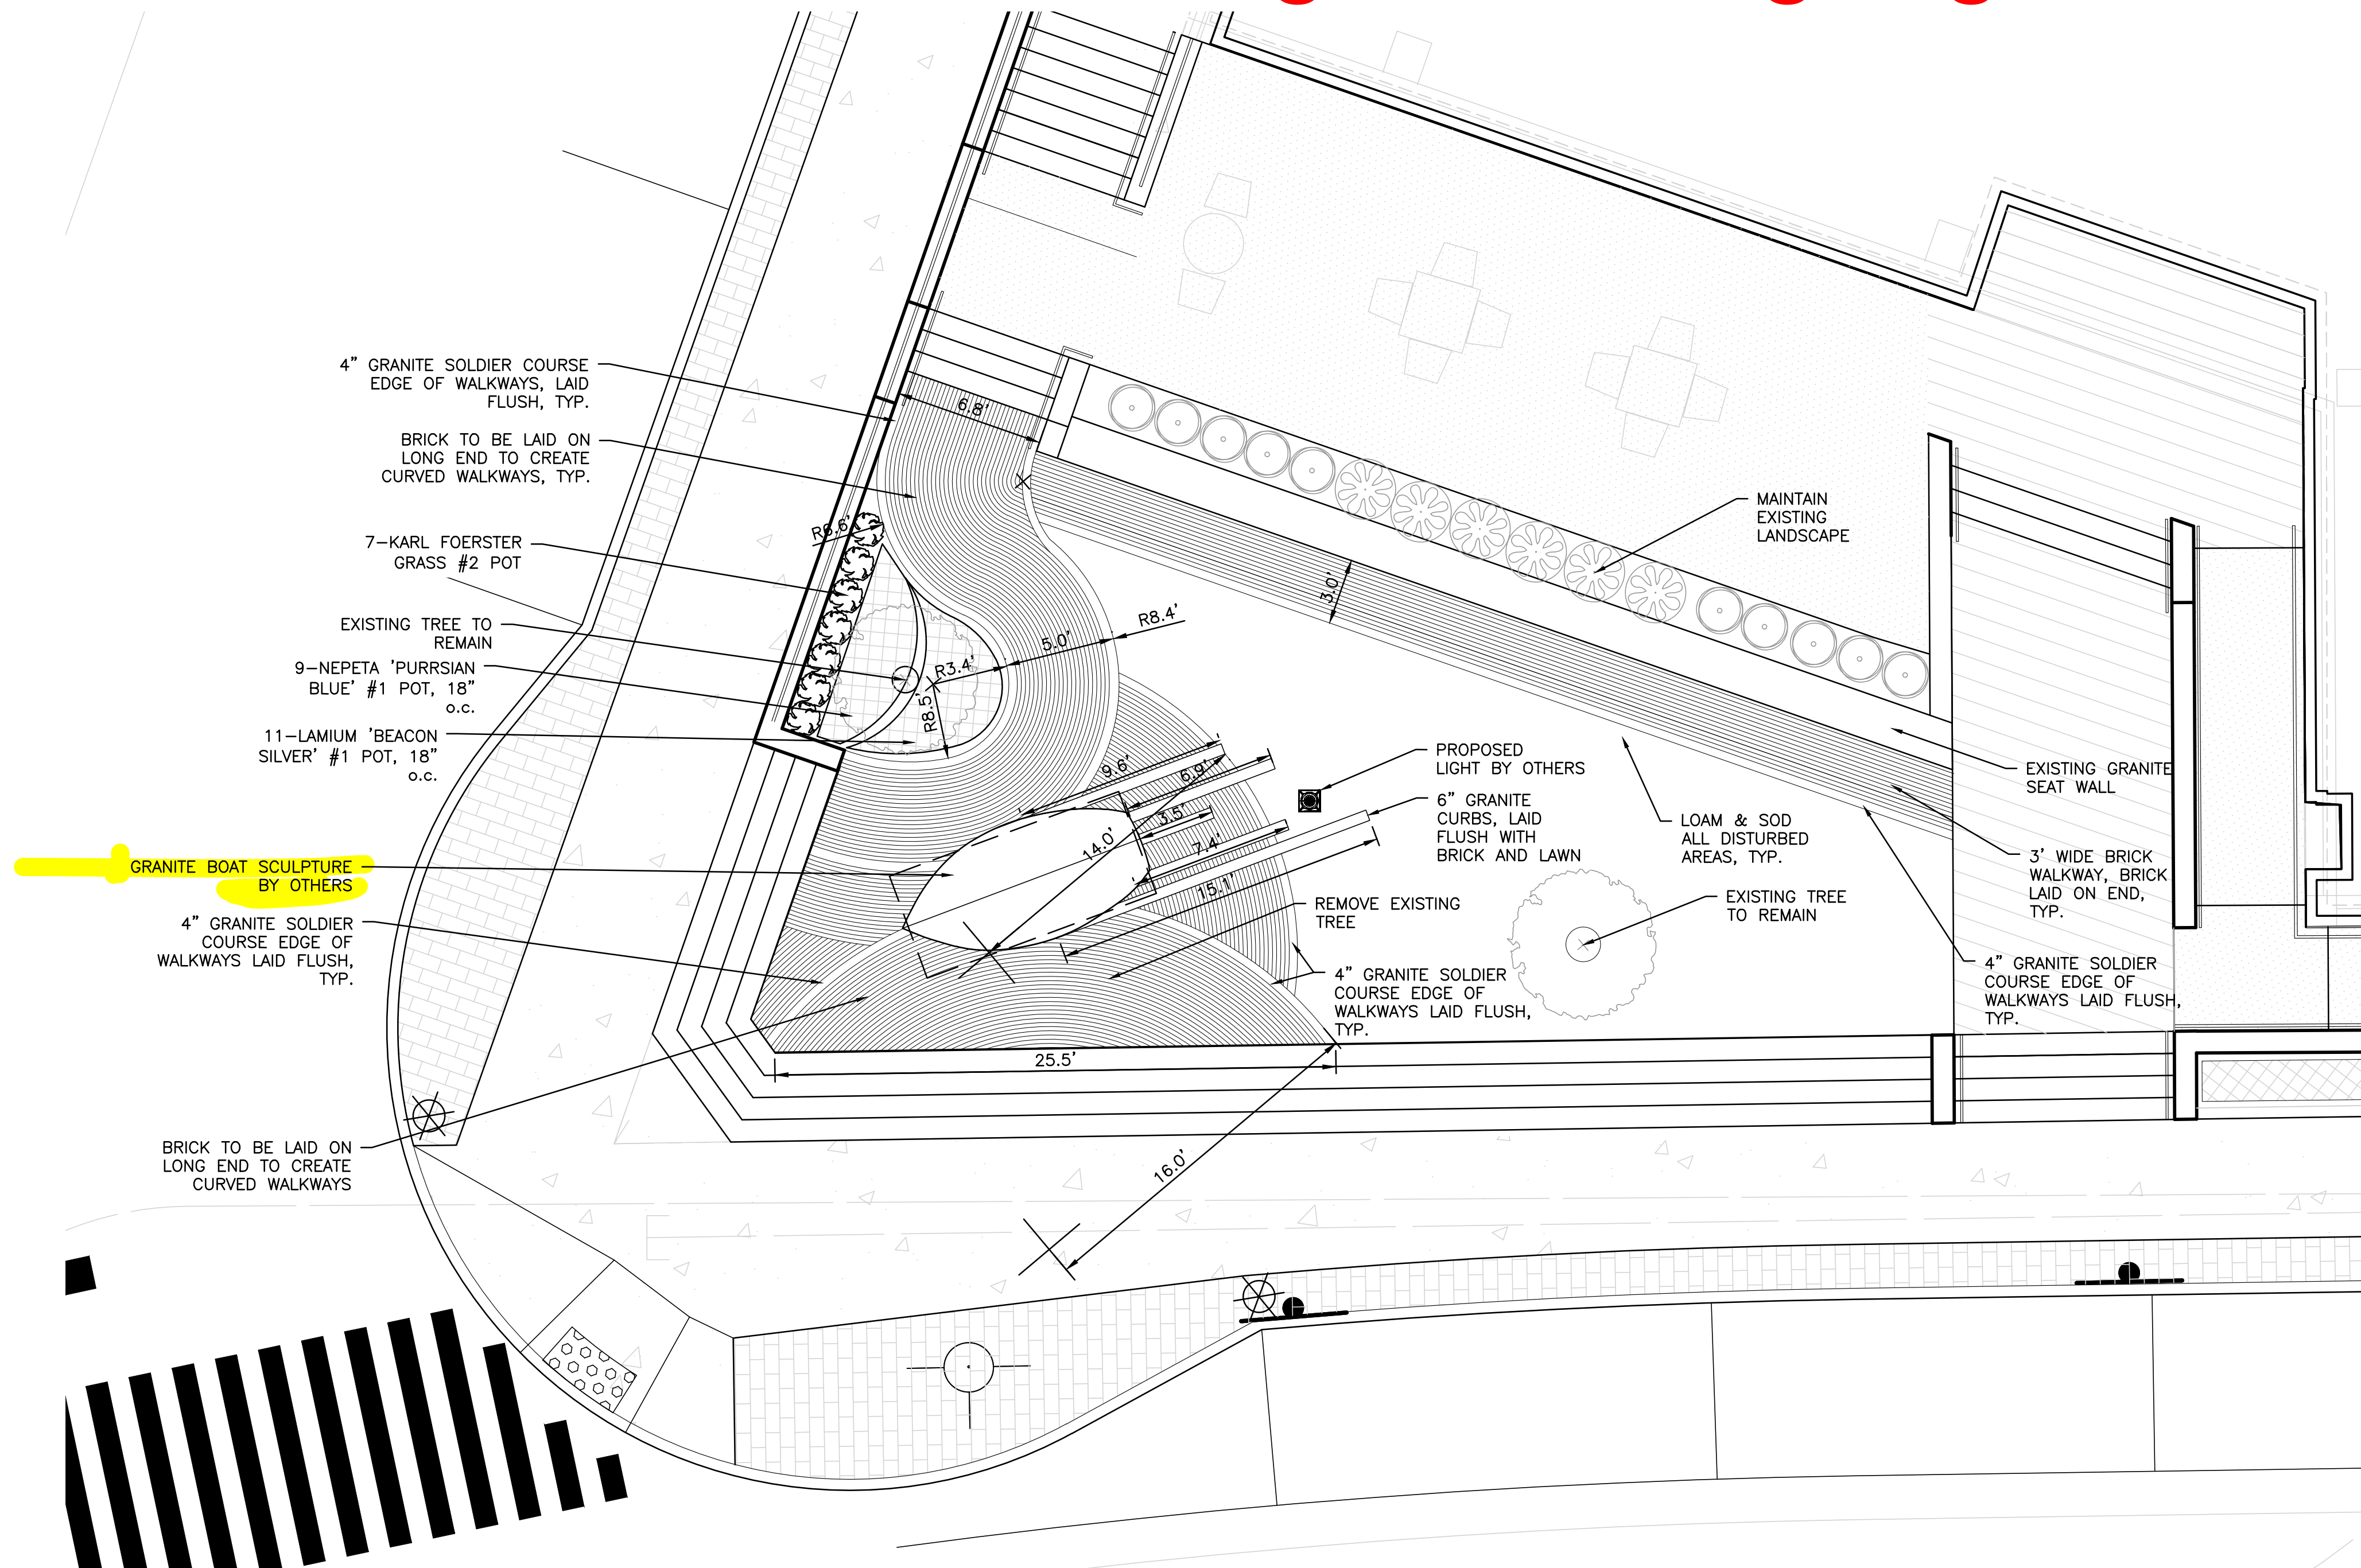 4" GRANITE SOLDIER COURSE
EDGE OF WALKWAYS, LAID
FLUSH, TYP.
BRICK TO BE LAID ON
LONG END TO CREATE
CURVED WALKWAYS, TYP.
7-KARL FOERSTER
GRASS #2 POT
EXISTING TREE TO
REMAIN
9-NEPETA 'PURRSIAN
BLUE' #1 POT, 18"
o.c.
11-LAMIUM 'BEACON
SILVER' #1 POT, 18"
o.c.
GRANITE BOAT SCULPTURE
BY OTHERS
4" GRANITE SOLDIER
COURSE EDGE OF
WALKWAYS LAID FLUSH,
TYP.
BRICK TO BE LAID ON
LONG END TO CREATE
CURVED WALKWAYS
6.8'
R6.6'
R3.4'
5.0'
R8.4'
R8.5'
3.0'
9.6'
6.9'
3.5'
14.0'
7.4'
15.1'
25.5'
16.0'
MAINTAIN
EXISTING
LANDSCAPE
PROPOSED
LIGHT BY OTHERS
6" GRANITE
CURBS, LAID
FLUSH WITH
BRICK AND LAWN
REMOVE EXISTING
TREE
4" GRANITE SOLDIER
COURSE EDGE OF
WALKWAYS LAID FLUSH,
TYP.
LOAM & SOD
ALL DISTURBED
AREAS, TYP.
EXISTING TREE
TO REMAIN
EXISTING GRANITE
SEAT WALL
3' WIDE BRICK
WALKWAY, BRICK
LAID ON END,
TYP.
4" GRANITE SOLDIER
COURSE EDGE OF
WALKWAYS LAID FLUSH,
TYP.